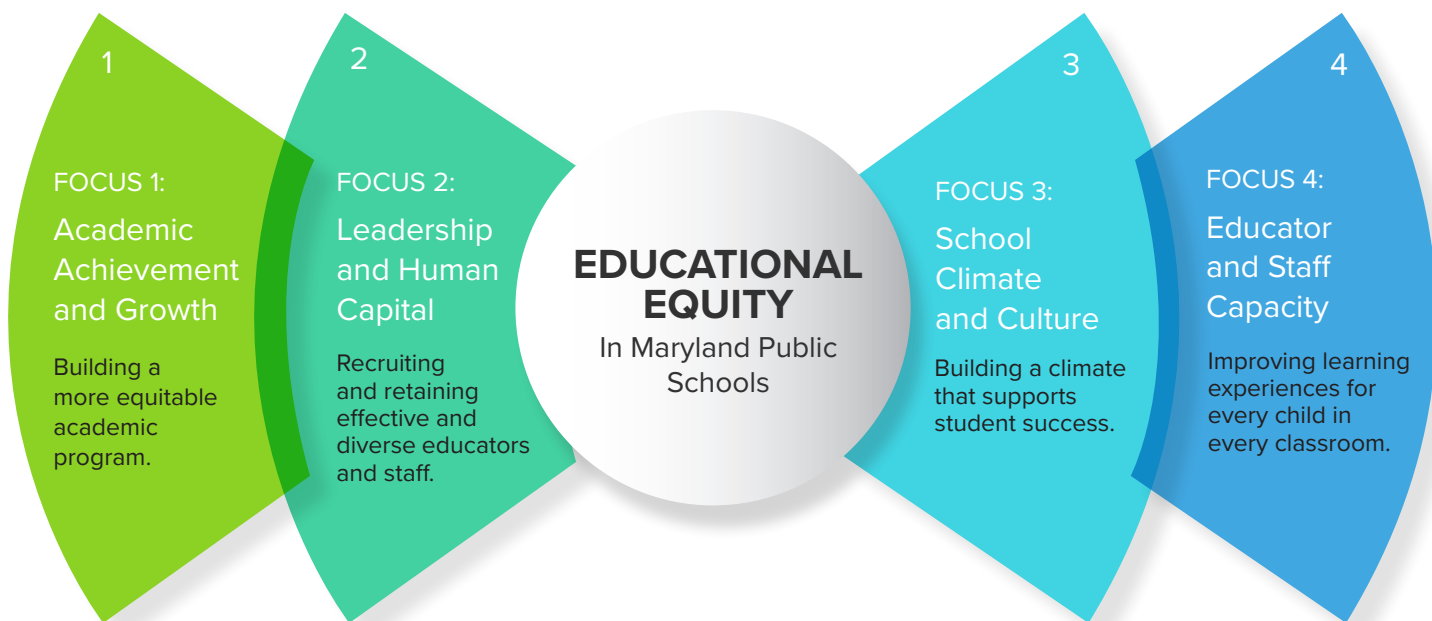 1
FOCUS 1:
Academic
Achievement
and Growth
Building a
more equitable
academic
program.
2
FOCUS 2:
Leadership
and Human
Capital
Recruiting
and retaining
effective and
diverse educators
and staff.
EDUCATIONAL
EQUITY
In Maryland Public
Schools
3
FOCUS 3:
School
Climate
and Culture
Building a climate
that supports
student success.
4
FOCUS 4:
Educator
and Staff
Capacity
Improving learning
experiences for
every child in
every classroom.